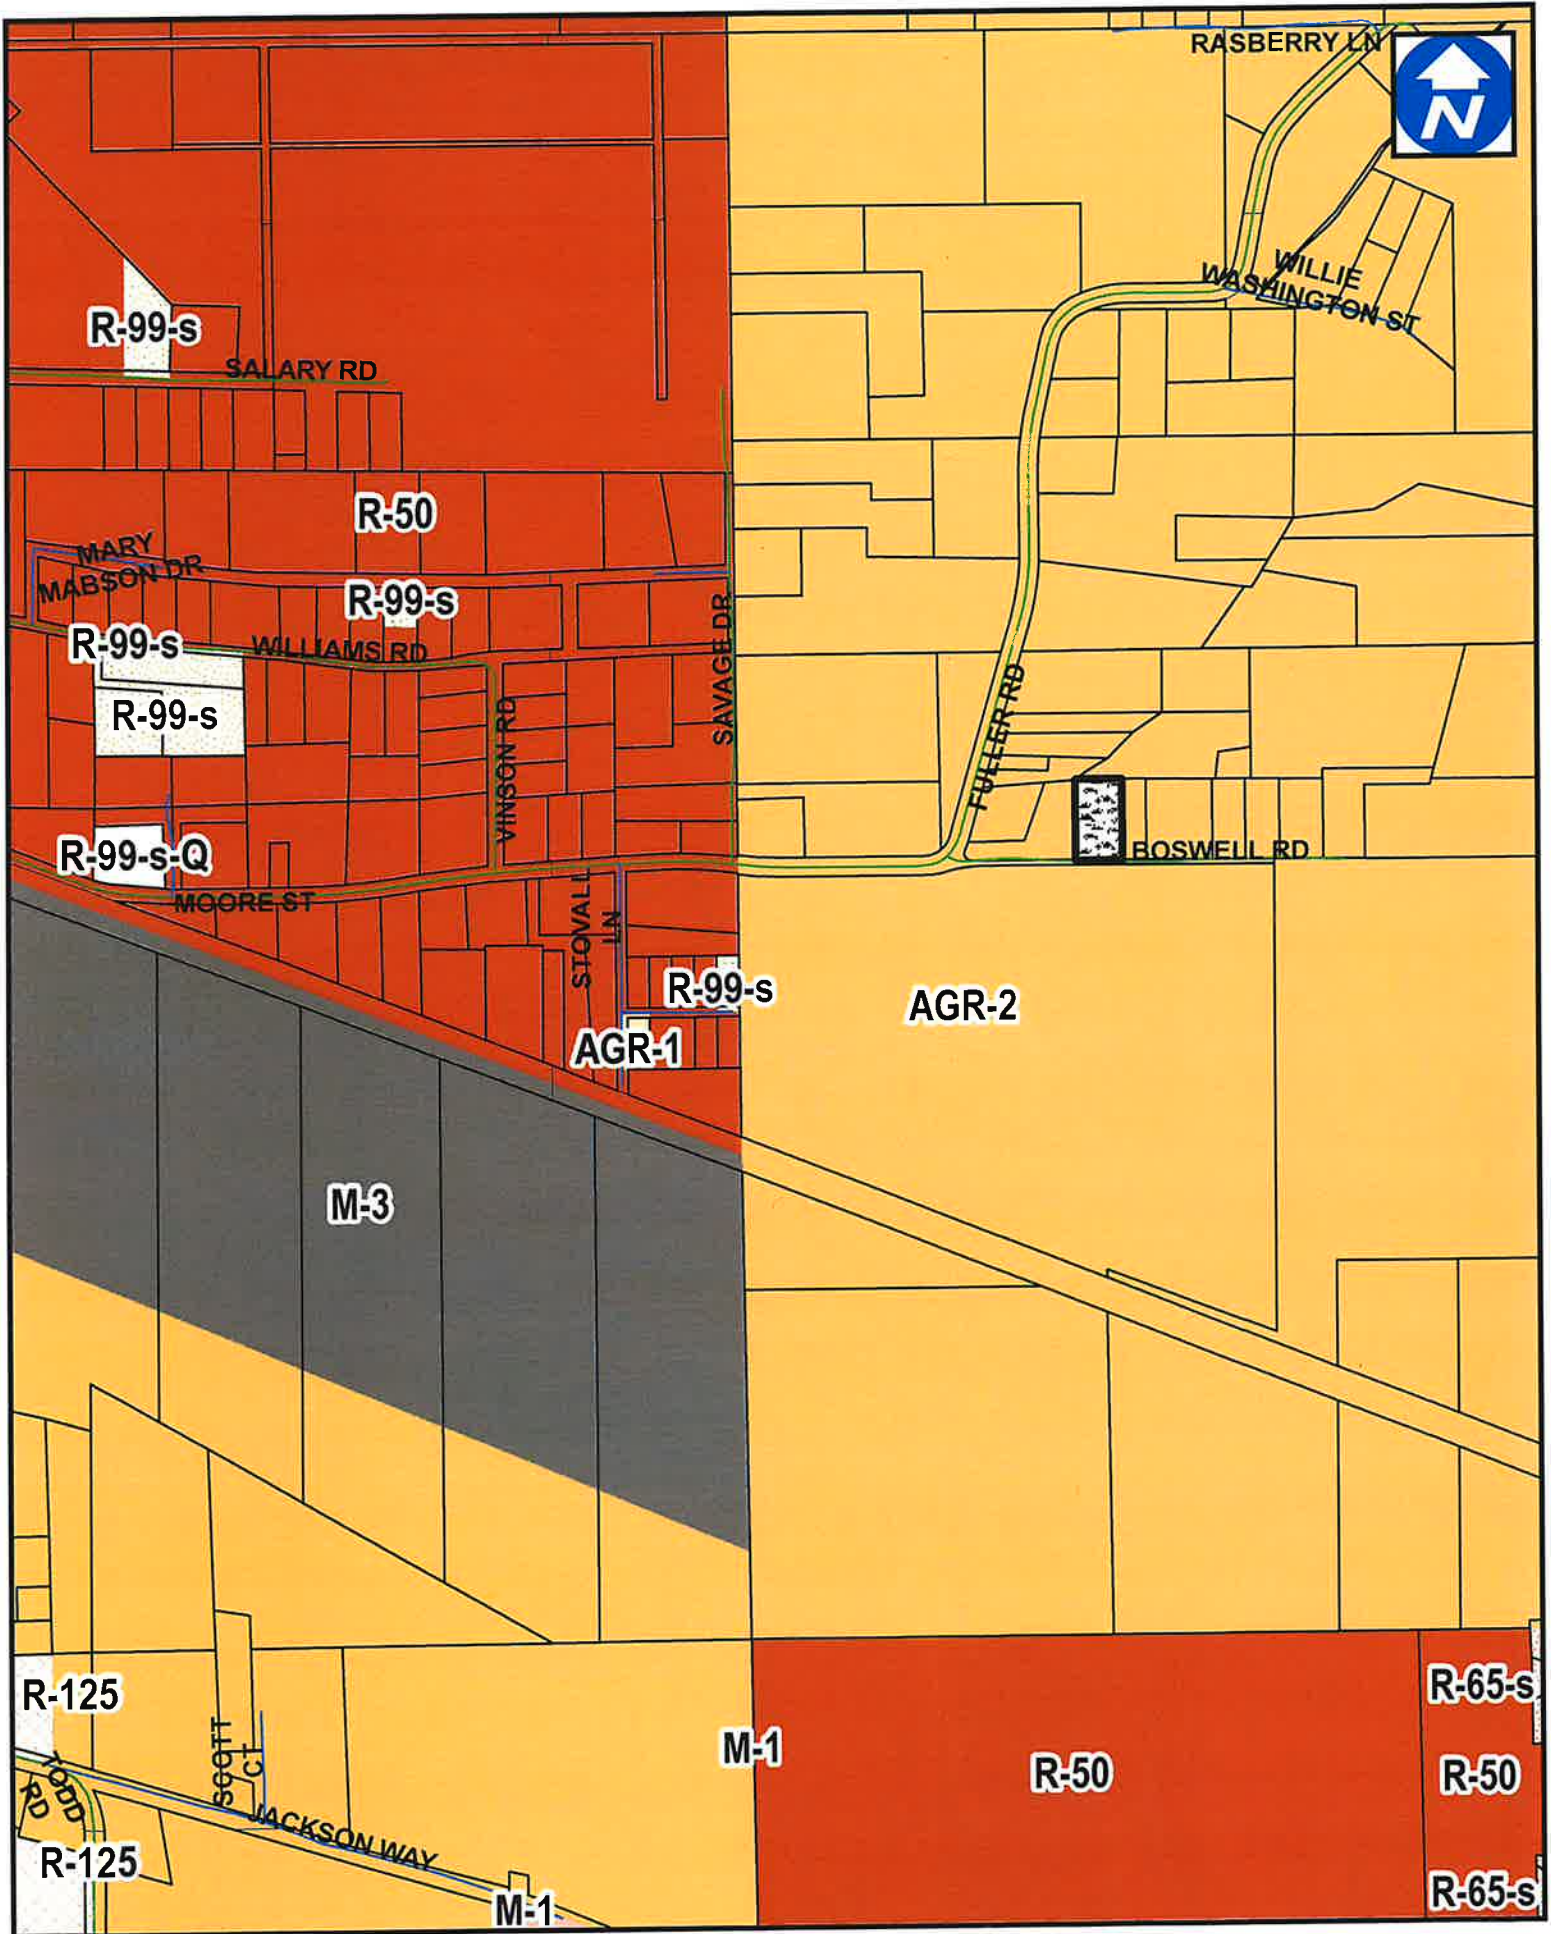 RASBERRY LN
N
WILLIE
WASHINGTON ST
R-99-s
SALARY RD
R-50
MARY
MABSON DR
R-99-s
R-99-s
WILLIAMS RD
SAVAGE DR
R-99-s
VINSON RD
FULLER RD
R-99-s-Q
BOSWELL RD
MOORE ST
STOVALL
LN
R-99-s
AGR-2
AGR-1
M-3
R-125
R-65-s
SCOTT
CT
M-1
R-50
R-50
TODD
RD
JACKSON WAY
R-125
R-65-s
M-1